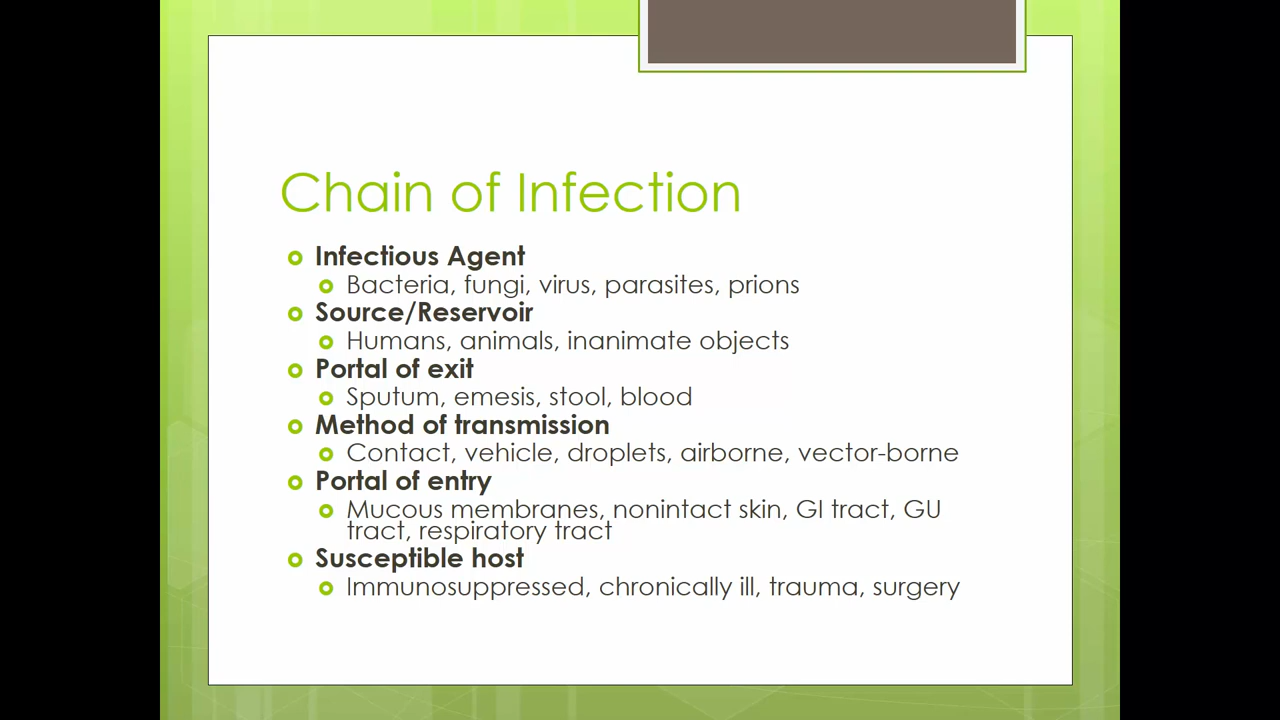 Chain of Infection
Infectious Agent
Bacteria, fungi, virus, parasites, prions
Source/Reservoir
Humans, animals, inanimate objects
Portal of exit
Sputum, emesis, stool, blood
Method of transmission
Contact, vehicle, droplets, airborne, vector-borne
Portal of entry
Mucous membranes, nonintact skin, GI tract, GU
tract, respiratory tract
Susceptible host
Immunosuppressed, chronically ill, trauma, surgery